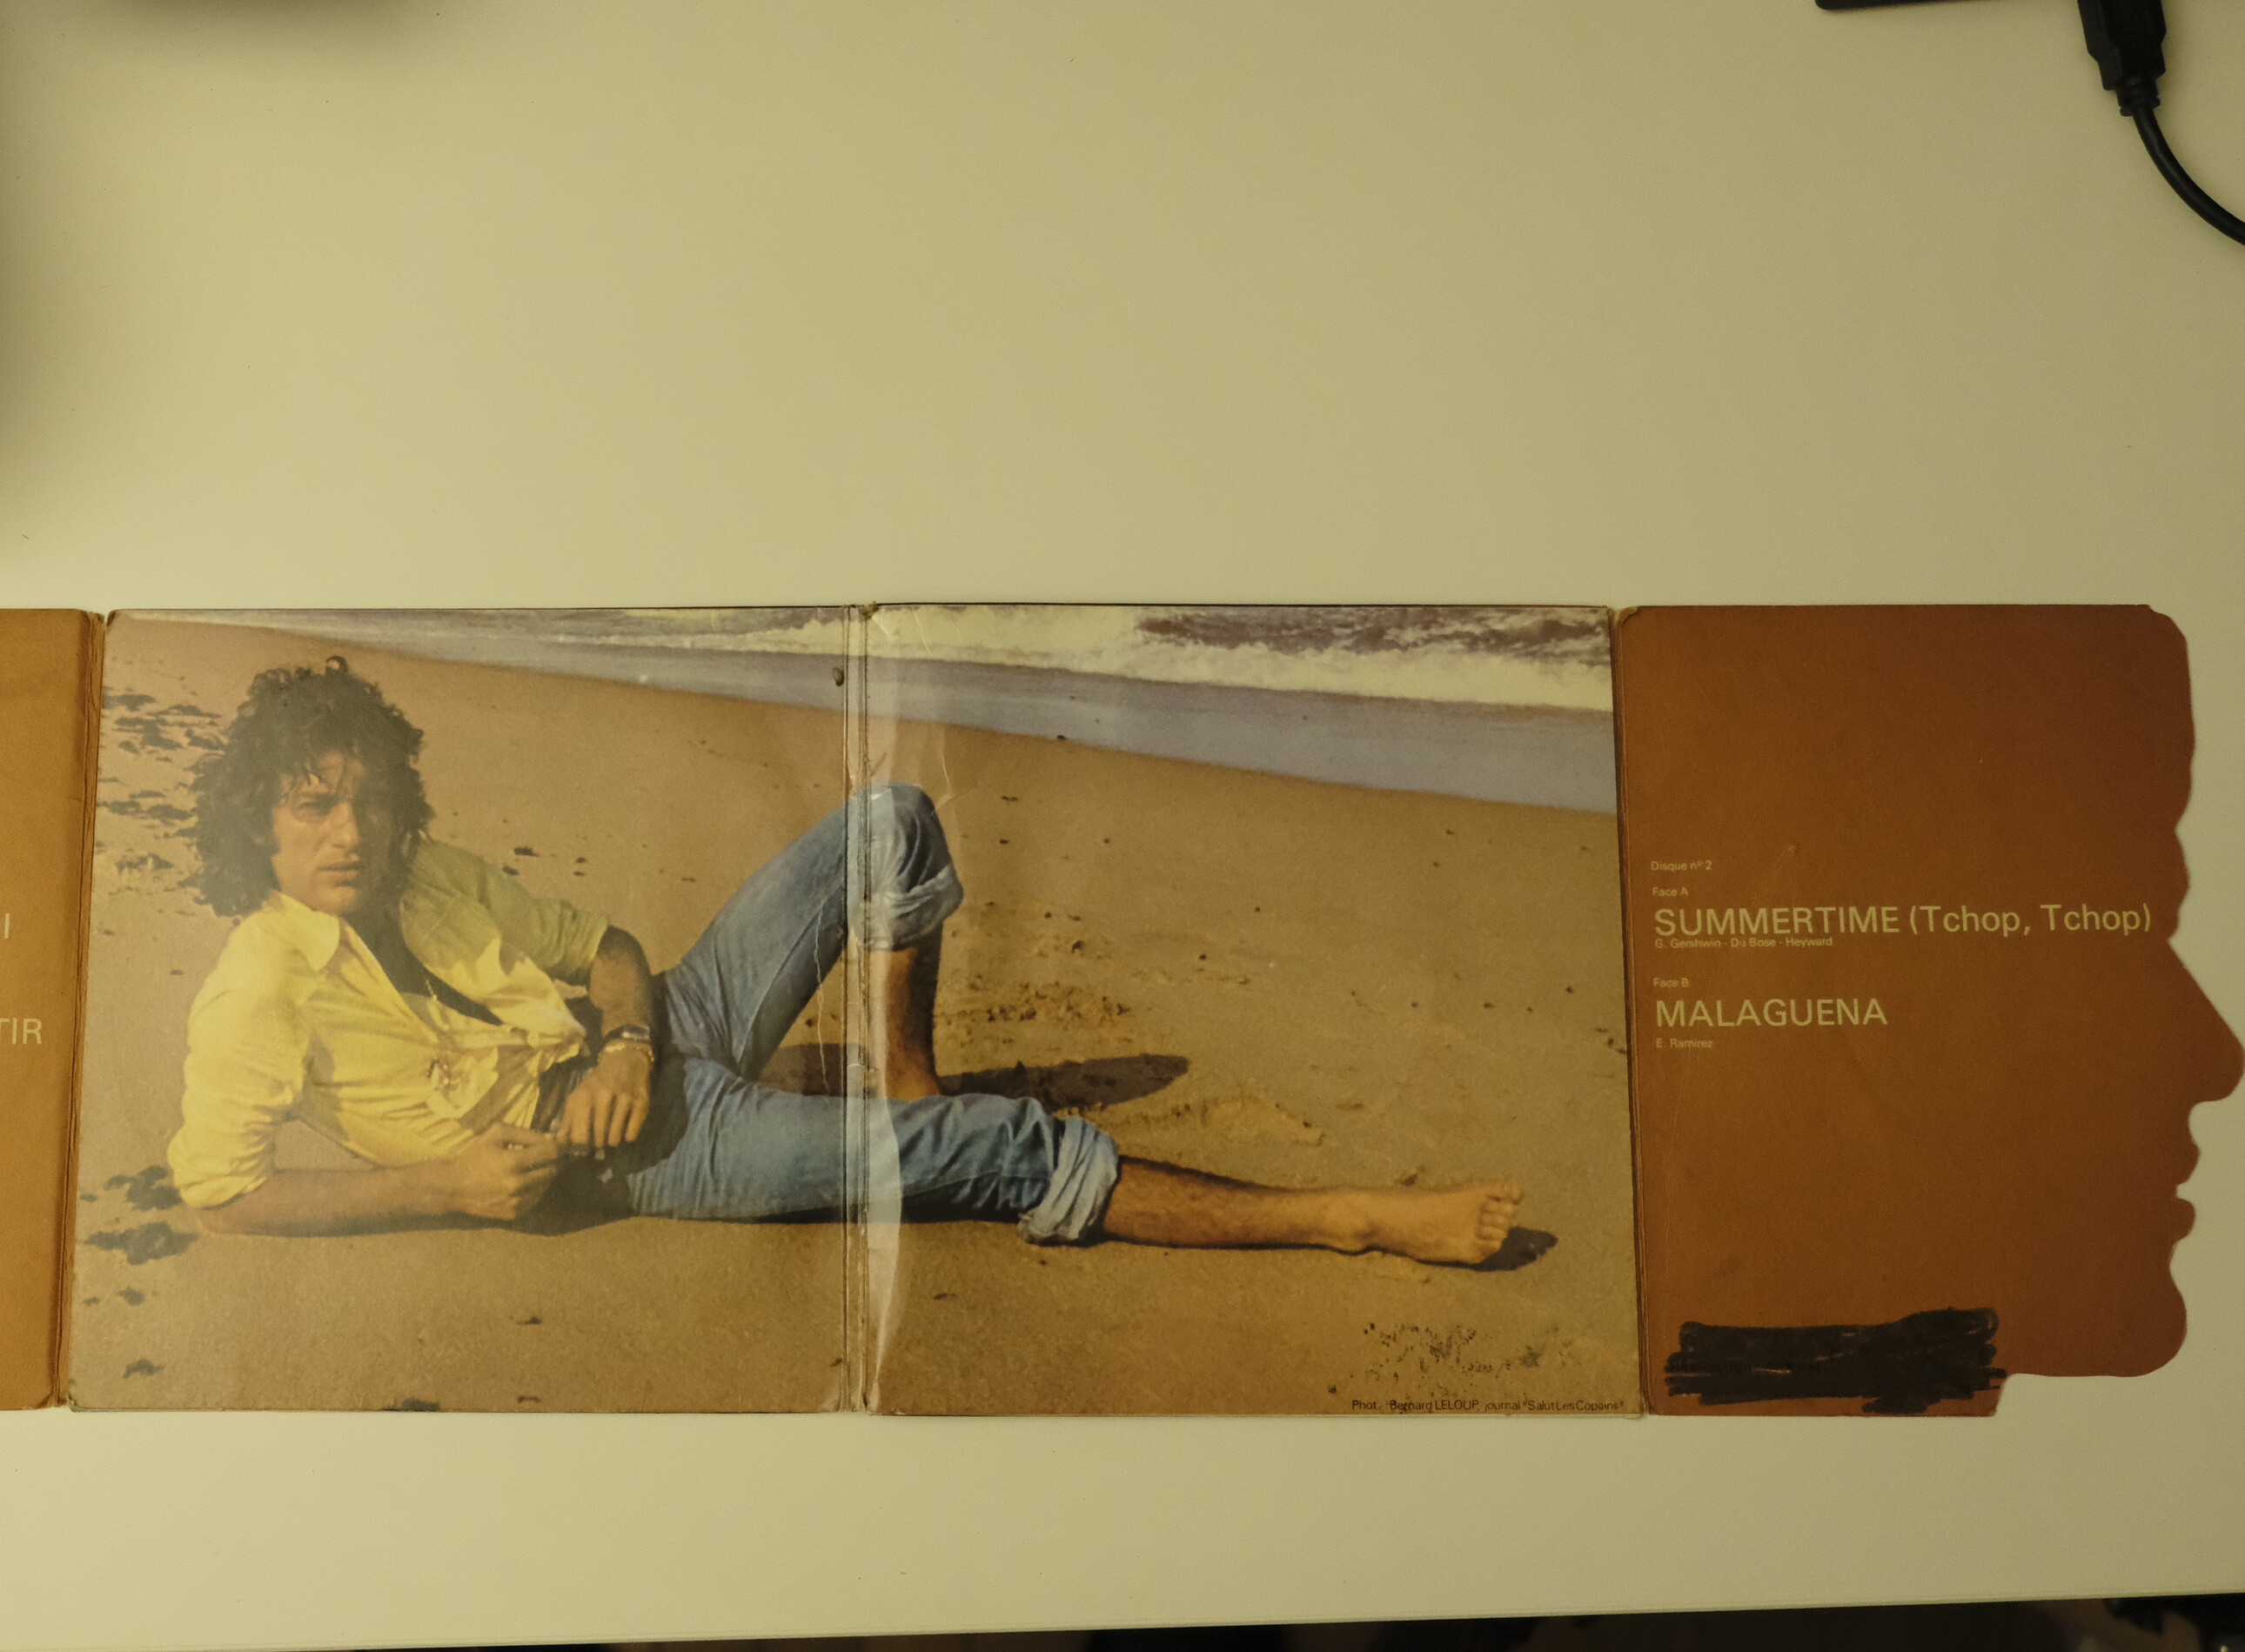 I
TIR
Phot. Bernard LELOUP, journal "Salut Les Copains"
Disque nº 2
Face A
SUMMERTIME (Tchop, Tchop)
G. Gershwin - Du Bose - Heyward
Face B
MALAGUENA
E. Ramirez